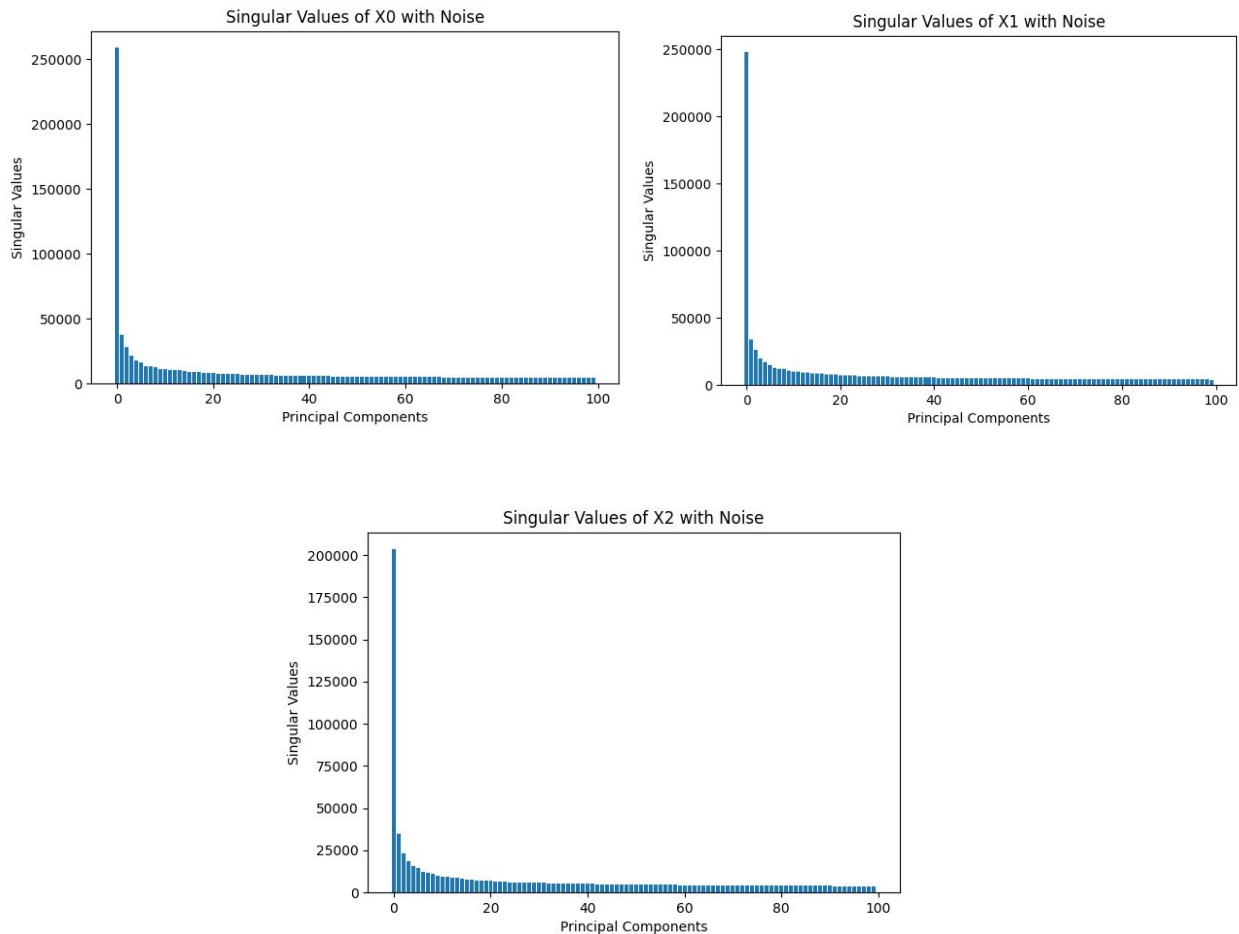 Singular Values of X0 with Noise
Singular Values
250000
200000
150000
100000
50000
0
0 20 40 60 80 100
Principal Components
Singular Values of X1 with Noise
Singular Values
250000
200000
150000
100000
50000
0
0 20 40 60 80 100
Principal Components
Singular Values of X2 with Noise
Singular Values
200000
175000
150000
125000
100000
75000
50000
25000
0
0 20 40 60 80 100
Principal Components